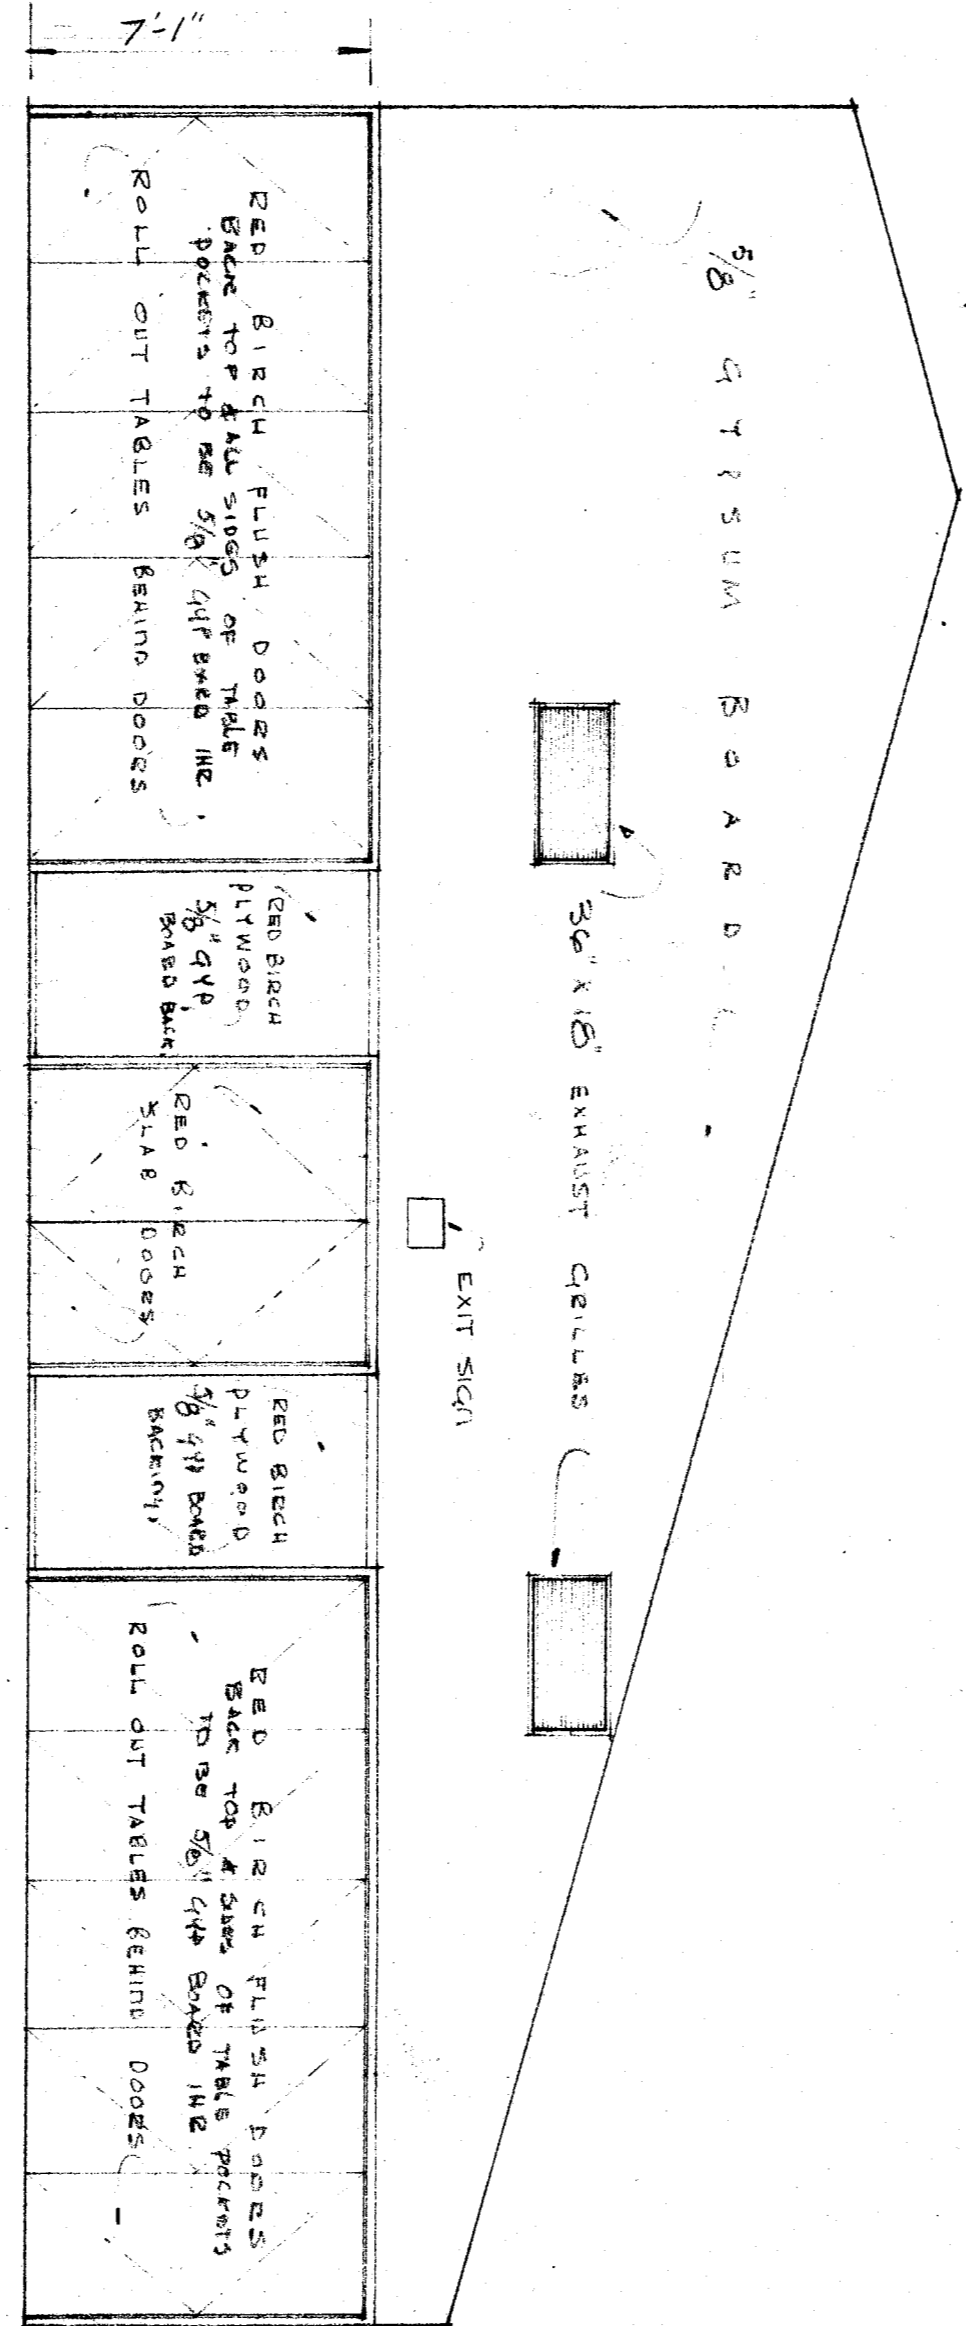 7'-1"
5/8" GYPSUM BOARD
36" X 18" EXHAUST GRILLES
EXIT SIGN
RED BIRCH FLUSH DOORS
BACK TOP & ALL SIDES OF TABLE
POCKETS TO BE 5/8" GYP BOARD 1HR.
ROLL OUT TABLES BEHIND DOORS
RED BIRCH
PLYWOOD,
5/8" GYP.
BOARD BACK.
RED BIRCH
SLAB DOORS
RED BIRCH
PLYWOOD
5/8" GYP BOARD
BACKING.
RED BIRCH FLUSH DOORS
BACK TOP & SIDES OF TABLE POCKETS
TO BE 5/8" GYP BOARD 1HR
ROLL OUT TABLES BEHIND DOORS